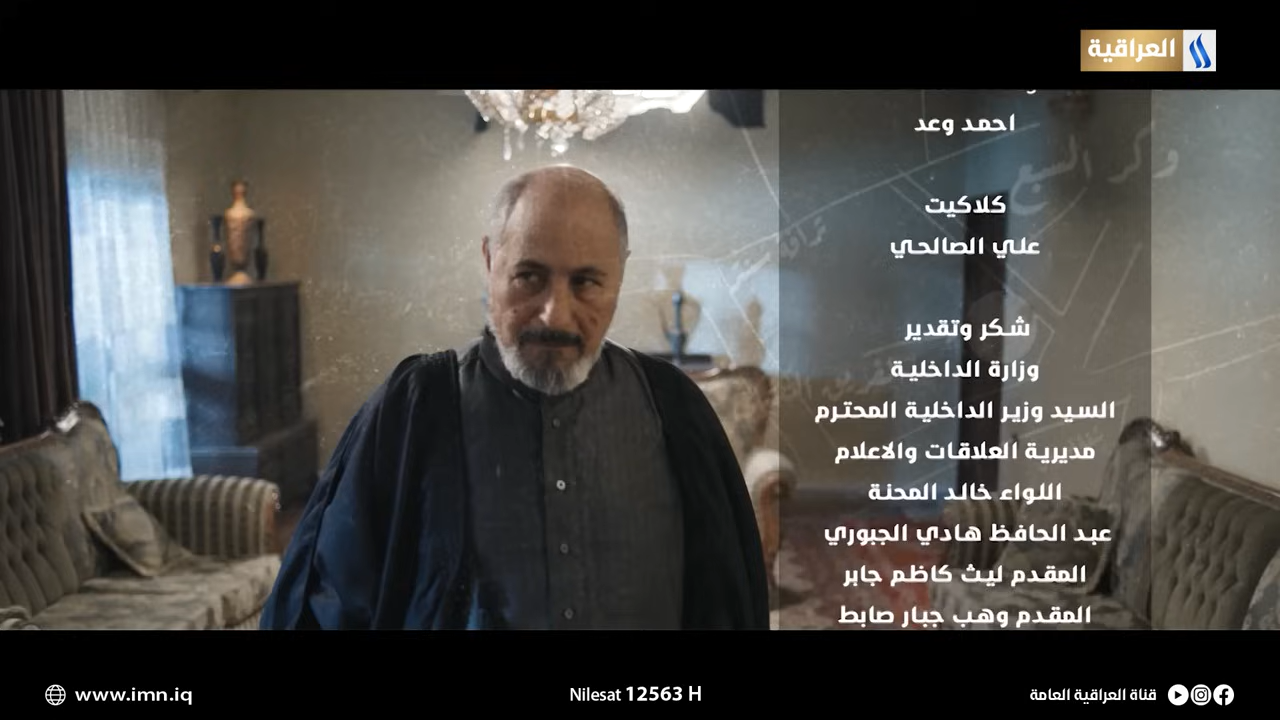 العراقية
احمد وعد
كلاكيت
علي الصالحي
شكر وتقدير
وزارة الداخلية
السيد وزير الداخلية المحترم
مديرية العلاقات والاعلام
اللواء خالد المحنة
عبد الحافظ هادي الجبوري
المقدم ليث كاظم جابر
المقدم وهب جبار صابط
وكر السبع
www.imn.iq
Nilesat 12563 H
قناة العراقية العامة